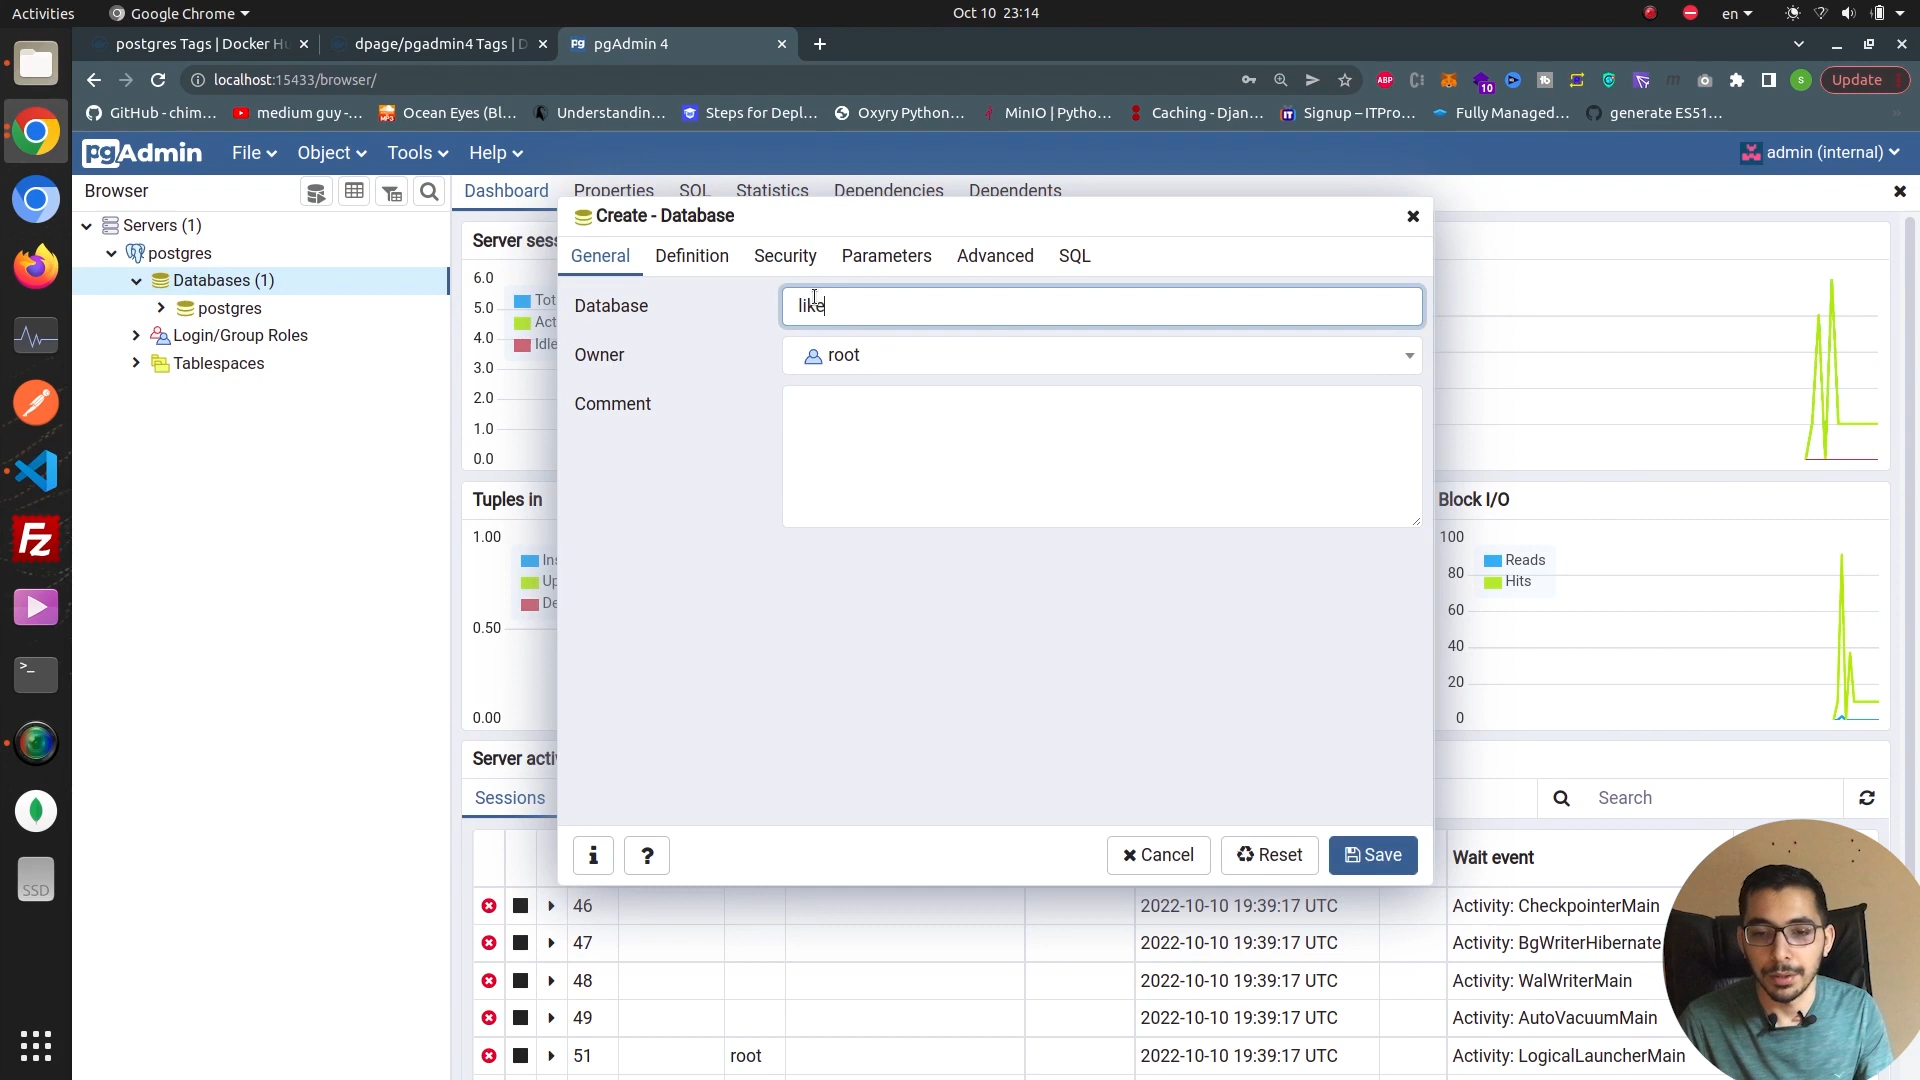 Activities
Google Chrome
Oct 10 23:14
en
postgres Tags | Docker Hu
dpage/pgadmin4 Tags | D
pgAdmin 4
localhost:15433/browser/
ABP
10
S
Update
GitHub - chim...
medium guy -...
Ocean Eyes (Bl...
Understandin...
Steps for Depl...
Oxyry Python...
MinIO | Pytho...
Caching - Djan...
Signup – ITPro...
Fully Managed...
generate ES51...
pgAdmin
File
Object
Tools
Help
admin (internal)
Browser
Dashboard
Properties
SQL
Statistics
Dependencies
Dependents
Servers (1)
postgres
Databases (1)
postgres
Login/Group Roles
Tablespaces
Create - Database
General
Definition
Security
Parameters
Advanced
SQL
Database
like
Owner
root
Comment
Cancel
Reset
Save
Server sess
6.0
5.0
4.0
3.0
2.0
1.0
0.0
Tot
Act
Idle
Tuples in
1.00
0.50
0.00
Ins
Up
De
Block I/O
100
80
60
40
20
0
Reads
Hits
Server activ
Sessions
Search
Wait event
46
2022-10-10 19:39:17 UTC
Activity: CheckpointerMain
47
2022-10-10 19:39:17 UTC
Activity: BgWriterHibernate
48
2022-10-10 19:39:17 UTC
Activity: WalWriterMain
49
2022-10-10 19:39:17 UTC
Activity: AutoVacuumMain
51
root
2022-10-10 19:39:17 UTC
Activity: LogicalLauncherMain
Fz
SSD